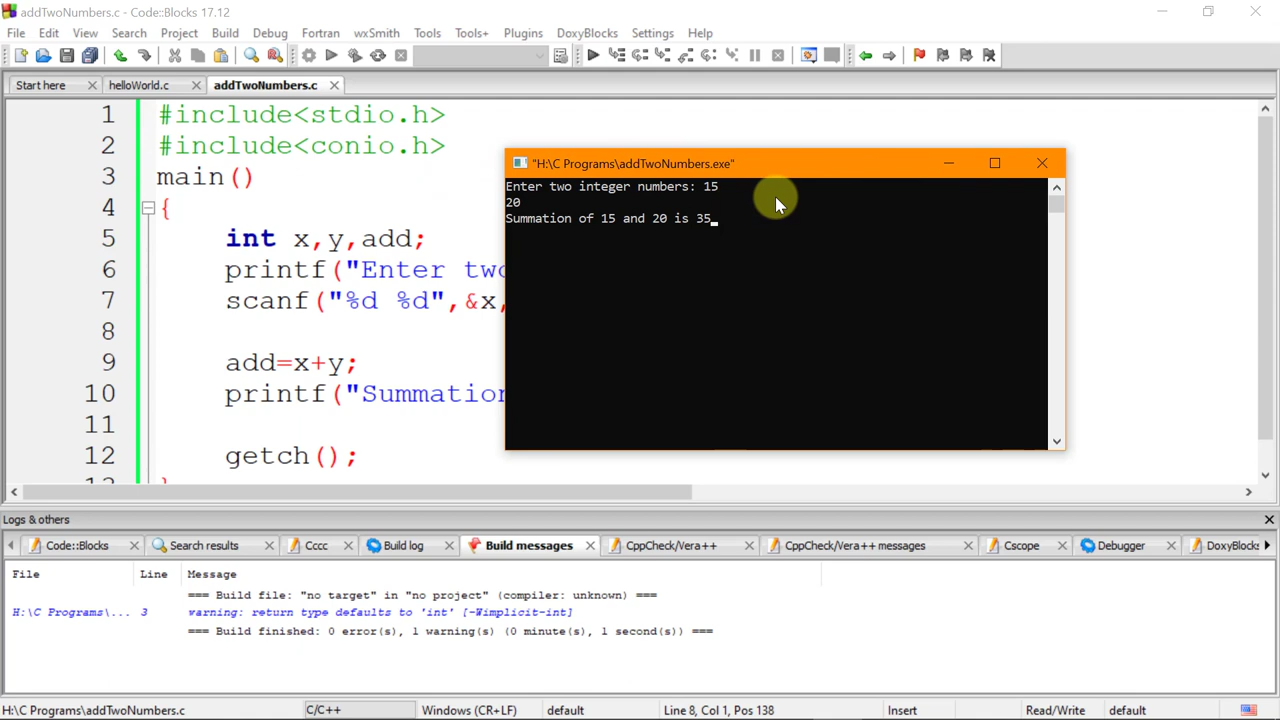 addTwoNumbers.c - Code::Blocks 17.12
File Edit View Search Project Build Debug Fortran wxSmith Tools Tools+ Plugins DoxyBlocks Settings Help
Start here helloWorld.c addTwoNumbers.c
1 #include<stdio.h>
2 #include<conio.h>
3 main()
4 {
5 int x,y,add;
6 printf("Enter two
7 scanf("%d %d",&x,
8
9 add=x+y;
10 printf("Summation
11
12 getch();
"H:\C Programs\addTwoNumbers.exe"
Enter two integer numbers: 15
20
Summation of 15 and 20 is 35
Logs & others
Code::Blocks Search results Cccc Build log Build messages CppCheck/Vera++ CppCheck/Vera++ messages Cscope Debugger DoxyBlocks
File Line Message
=== Build file: "no target" in "no project" (compiler: unknown) ===
H:\C Programs\... 3 warning: return type defaults to 'int' [-Wimplicit-int]
=== Build finished: 0 error(s), 1 warning(s) (0 minute(s), 1 second(s)) ===
H:\C Programs\addTwoNumbers.c C/C++ Windows (CR+LF) default Line 8, Col 1, Pos 138 Insert Read/Write default